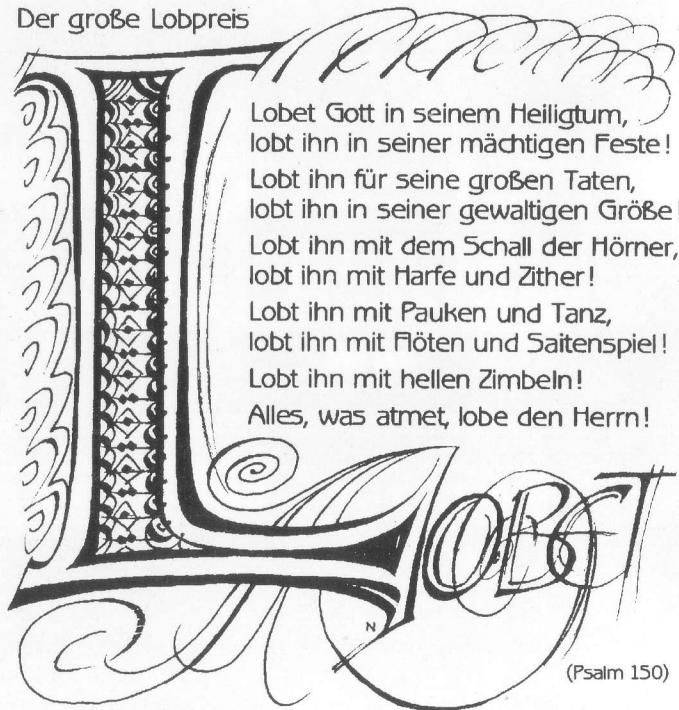 Der große Lobpreis
Lobet Gott in seinem Heiligtum,
lobt ihn in seiner mächtigen Feste!
Lobt ihn für seine großen Taten,
lobt ihn in seiner gewaltigen Größe!
Lobt ihn mit dem Schall der Hörner,
lobt ihn mit Harfe und Zither!
Lobt ihn mit Pauken und Tanz,
lobt ihn mit Flöten und Saitenspiel!
Lobt ihn mit hellen Zimbeln!
Alles, was atmet, lobe den Herrn!
LOBET
N
(Psalm 150)